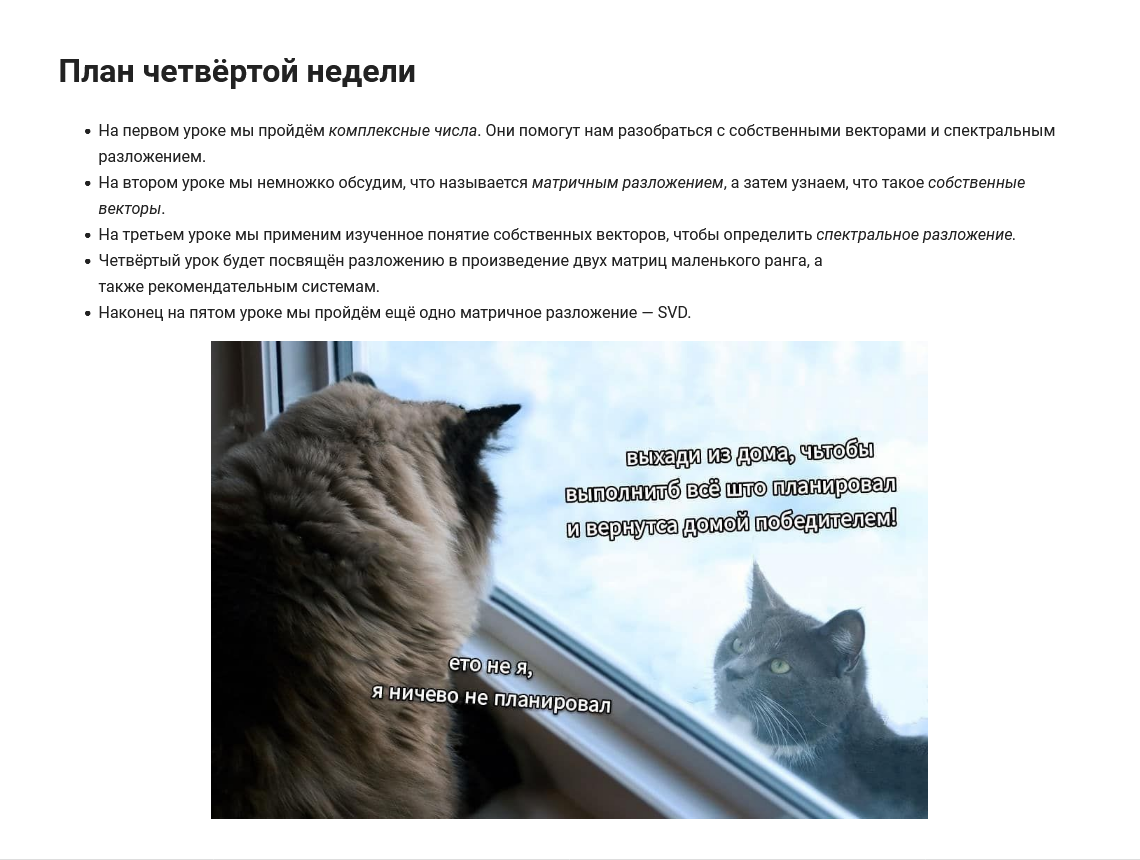 План четвёртой недели
На первом уроке мы пройдём комплексные числа. Они помогут нам разобраться с собственными векторами и спектральным
разложением.
На втором уроке мы немножко обсудим, что называется матричным разложением, а затем узнаем, что такое собственные
векторы.
На третьем уроке мы применим изученное понятие собственных векторов, чтобы определить спектральное разложение.
Четвёртый урок будет посвящён разложению в произведение двух матриц маленького ранга, а
также рекомендательным системам.
Наконец на пятом уроке мы пройдём ещё одно матричное разложение — SVD.
выхади из дома, чьтобы
выполнитб всё што планировал
и вернутса домой победителем!
ето не я,
я ничево не планировал